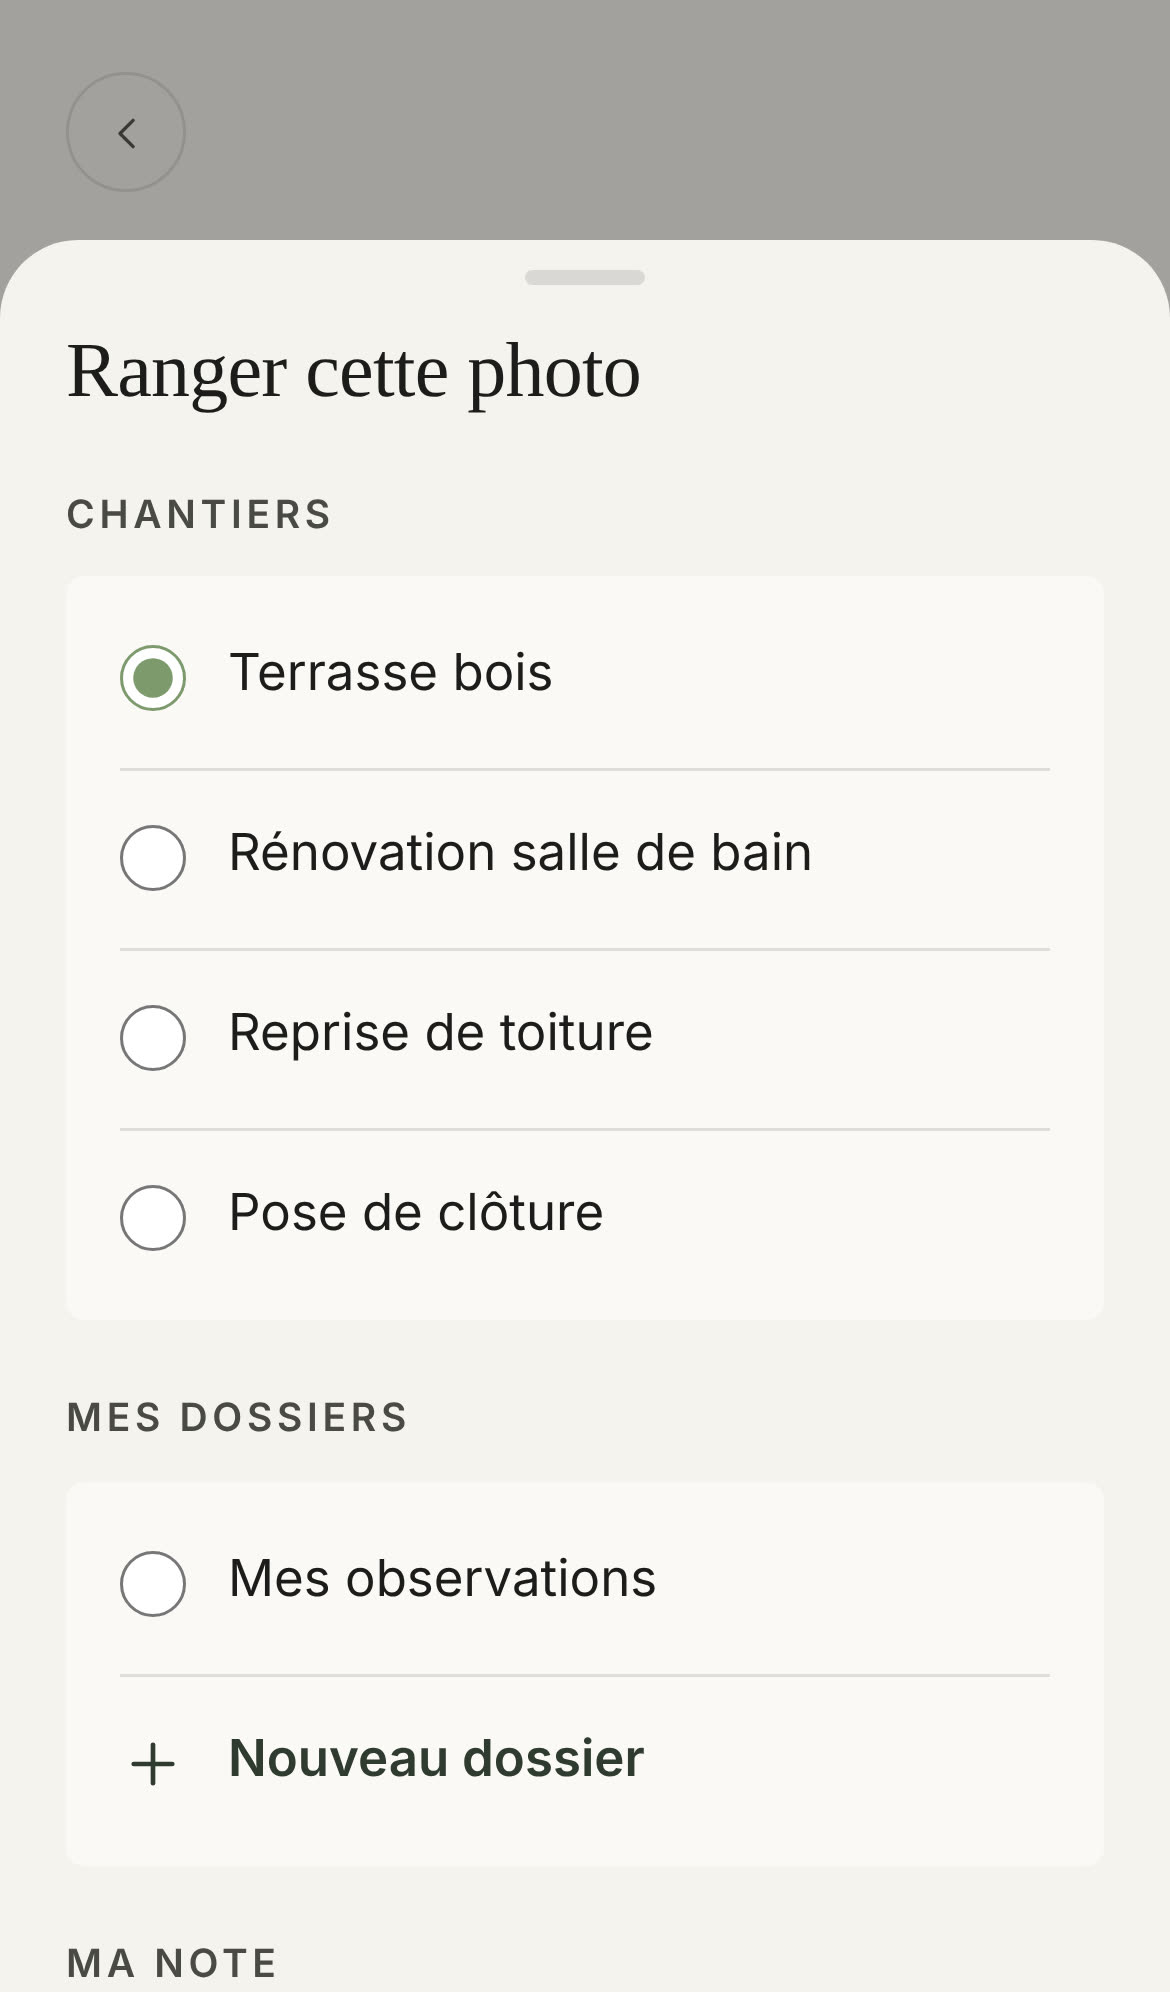 Ranger cette photo
CHANTIERS
Terrasse bois
Rénovation salle de bain
Reprise de toiture
Pose de clôture
MES DOSSIERS
Mes observations
Nouveau dossier
MA NOTE